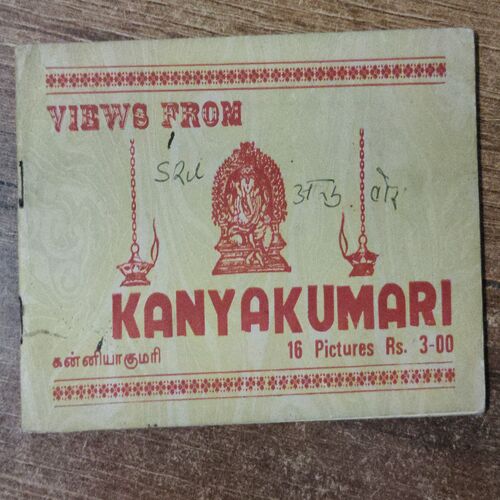 VIEWS FROM
KANYAKUMARI
கன்னியாகுமரி
16 Pictures Rs. 3-00